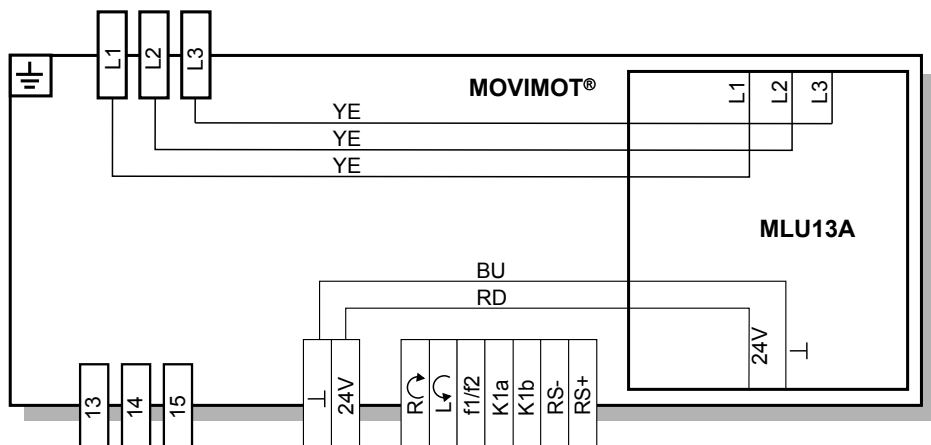 L1
L2
L3
MOVIMOT®
L1
L2
L3
YE
YE
YE
MLU13A
BU
RD
24V
⊥
13
14
15
⊥
24V
R
L
f1/f2
K1a
K1b
RS-
RS+